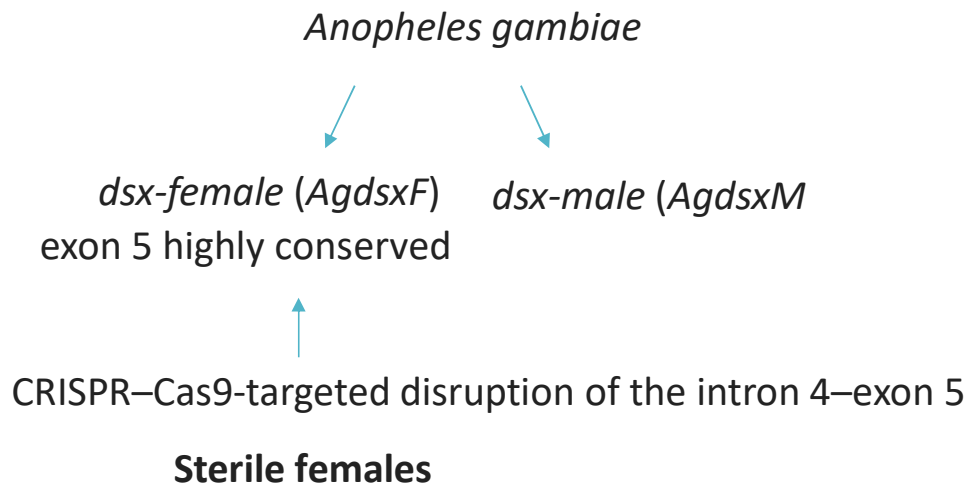 Anopheles gambiae
dsx-female (AgdsxF) dsx-male (AgdsxM
exon 5 highly conserved
CRISPR–Cas9-targeted disruption of the intron 4–exon 5
Sterile females